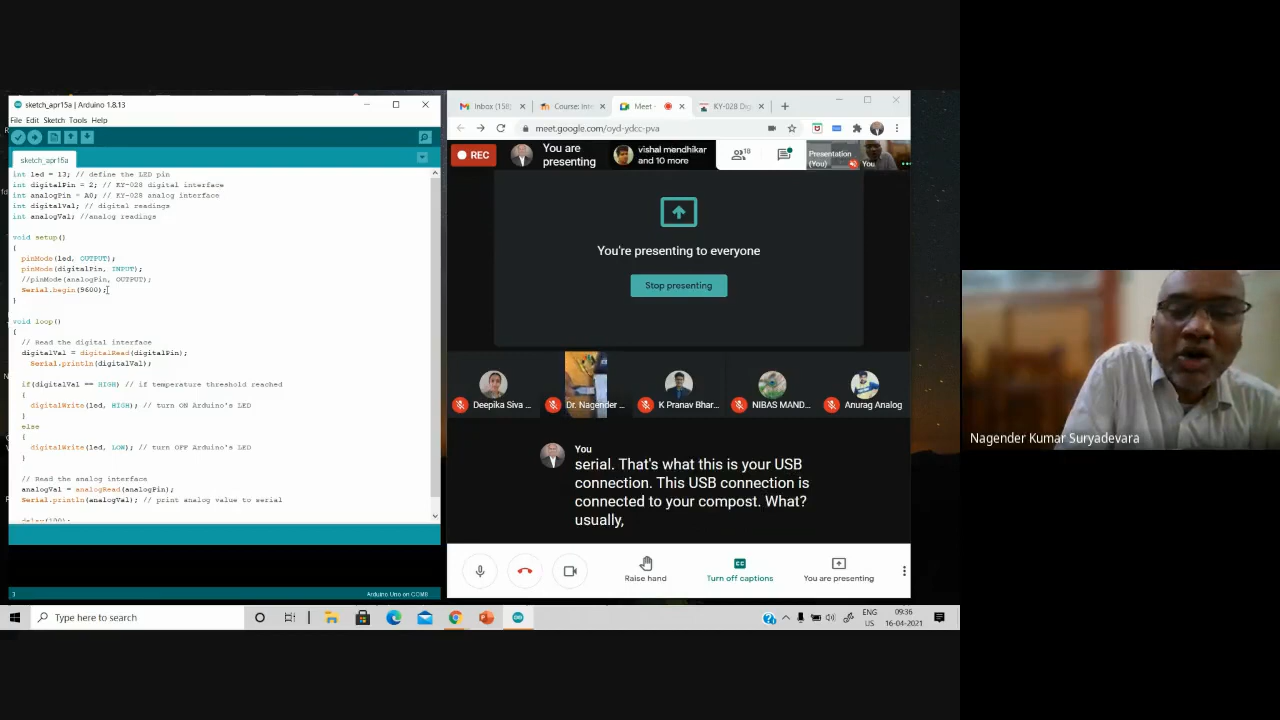 sketch_apr15a | Arduino 1.8.13
File Edit Sketch Tools Help
sketch_apr15a
int led = 13; // define the LED pin
int digitalPin = 2; // KY-028 digital interface
int analogPin = A0; // KY-028 analog interface
int digitalVal; // digital readings
int analogVal; //analog readings
void setup()
{
pinMode(led, OUTPUT);
pinMode(digitalPin, INPUT);
//pinMode(analogPin, OUTPUT);
Serial.begin(9600);
}
void loop()
{
// Read the digital interface
digitalVal = digitalRead(digitalPin);
Serial.println(digitalVal);
if(digitalVal == HIGH) // if temperature threshold reached
{
digitalWrite(led, HIGH); // turn ON Arduino's LED
}
else
{
digitalWrite(led, LOW); // turn OFF Arduino's LED
}
// Read the analog interface
analogVal = analogRead(analogPin);
Serial.println(analogVal); // print analog value to serial
delay(100);
3
Arduino Uno on COM8
Inbox (158
Course: Inte
Meet -
KY-028 Dig
meet.google.com/oyd-ydcc-pva
REC
You are
presenting
vishal mendhikar
and 10 more
18
Presentation
(You)
You
You're presenting to everyone
Stop presenting
Deepika Siva ...
Dr. Nagender ...
K Pranav Bhar...
NIBAS MAND...
Anurag Analog
You
serial. That's what this is your USB
connection. This USB connection is
connected to your compost. What?
usually,
Raise hand
Turn off captions
You are presenting
Type here to search
ENG
US
09:36
16-04-2021
Nagender Kumar Suryadevara